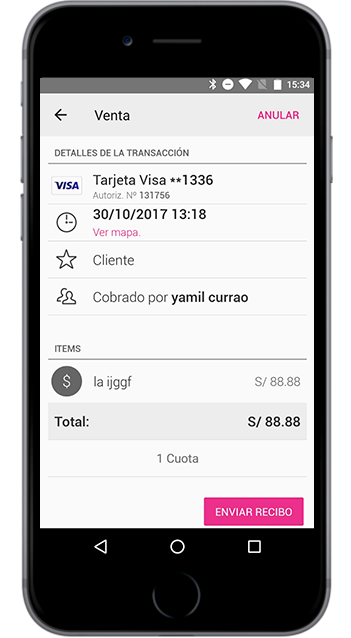 15:34
Venta ANULAR
DETALLES DE LA TRANSACCIÓN
VISA Tarjeta Visa **1336
Autoriz. Nº 131756
30/10/2017 13:18
Ver mapa.
Cliente
Cobrado por yamil currao
ITEMS
$ la ijggf S/ 88.88
Total: S/ 88.88
1 Cuota
ENVIAR RECIBO